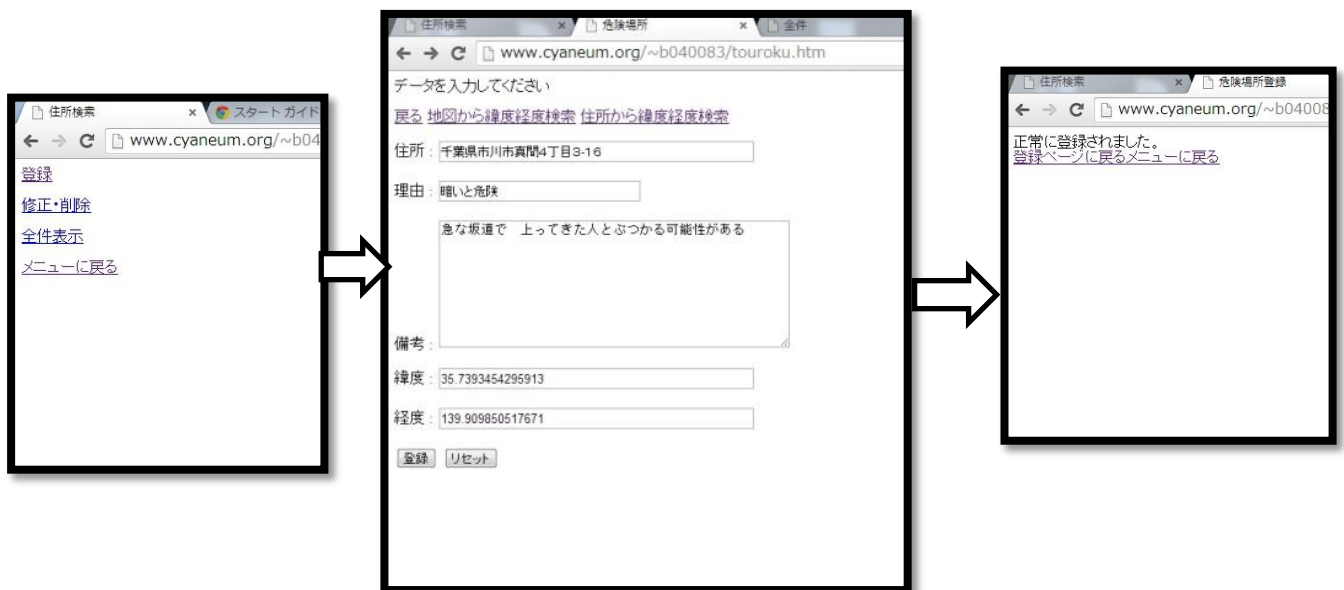 住所検索
スタート ガイド
www.cyaneum.org/~b04
登録
修正・削除
全件表示
メニューに戻る
住所検索
危険場所
全件
www.cyaneum.org/~b040083/touroku.htm
データを入力してください
戻る 地図から緯度経度検索 住所から緯度経度検索
住所 : 千葉県市川市真間4丁目3-16
理由 : 暗いと危険
急な坂道で　上ってきた人とぶつかる可能性がある
備考 :
緯度 : 35.7393454295913
経度 : 139.909850517671
登録 リセット
住所検索
危険場所登録
www.cyaneum.org/~b04008
正常に登録されました。
登録ページに戻るメニューに戻る